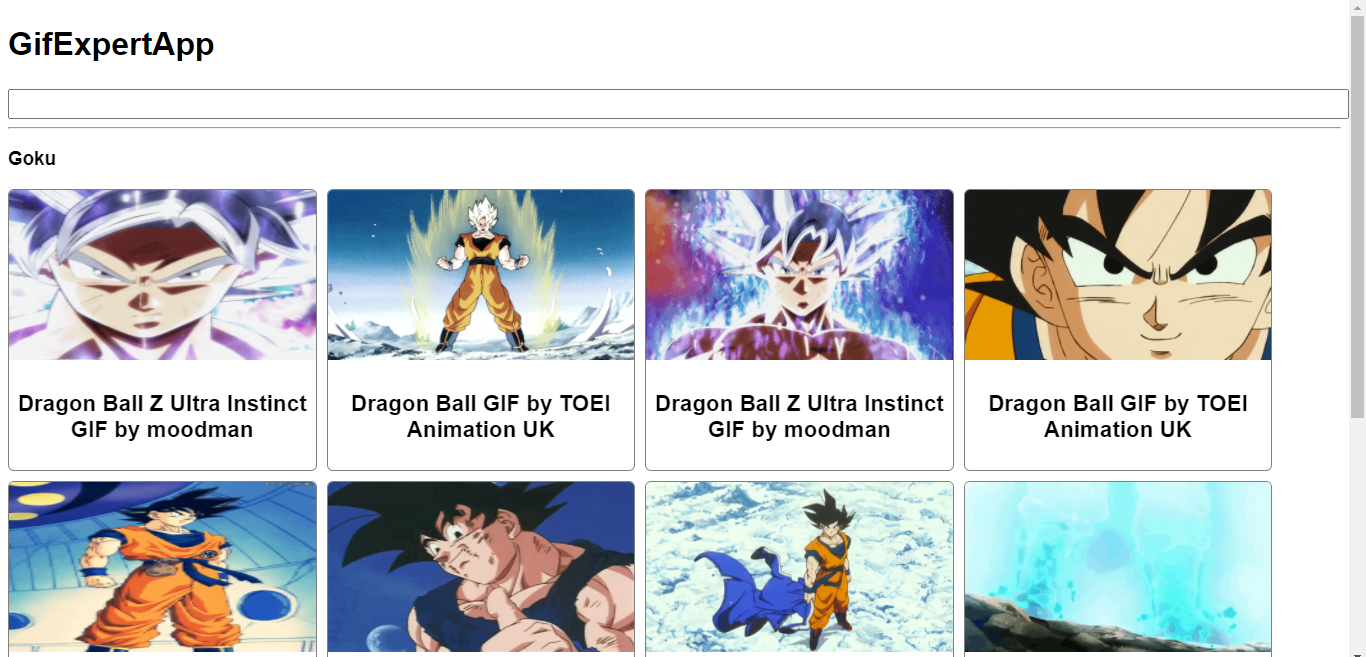 GifExpertApp
Goku
Dragon Ball Z Ultra Instinct
GIF by moodman
Dragon Ball GIF by TOEI
Animation UK
Dragon Ball Z Ultra Instinct
GIF by moodman
Dragon Ball GIF by TOEI
Animation UK